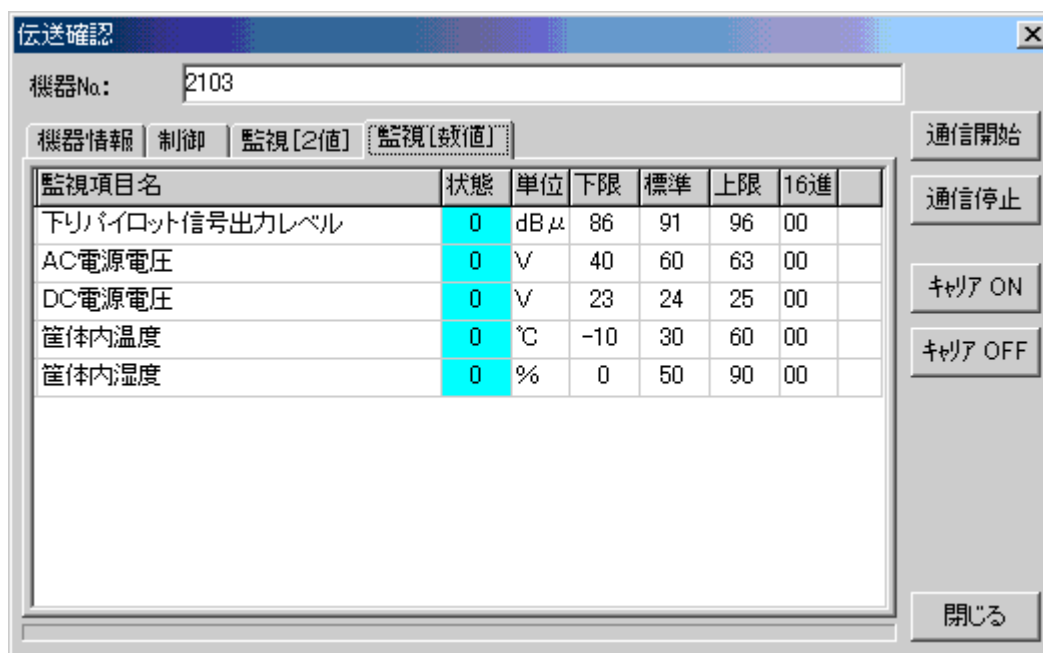 伝送確認
機器No.: 2103
機器情報 制御 監視[2値] 監視[数値]
監視項目名 状態 単位 下限 標準 上限 16進
下りパイロット信号出力レベル 0 dBμ 86 91 96 00
AC電源電圧 0 V 40 60 63 00
DC電源電圧 0 V 23 24 25 00
筐体内温度 0 ℃ -10 30 60 00
筐体内湿度 0 % 0 50 90 00
通信開始
通信停止
キャリア ON
キャリア OFF
閉じる